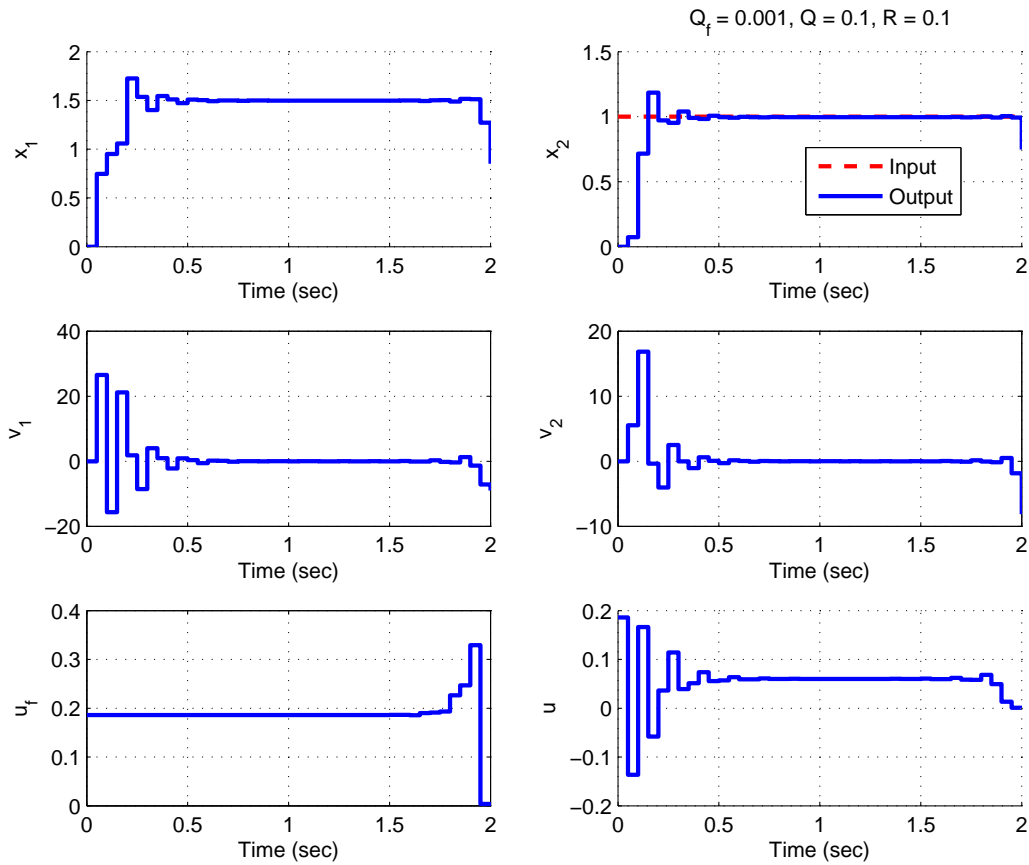 Q_f = 0.001, Q = 0.1, R = 0.1
2
1.5
1
0.5
0
x_1
0 0.5 1 1.5 2
Time (sec)
1.5
1
0.5
0
x_2
Input
Output
0 0.5 1 1.5 2
Time (sec)
40
20
0
−20
v_1
0 0.5 1 1.5 2
Time (sec)
20
10
0
−10
v_2
0 0.5 1 1.5 2
Time (sec)
0.4
0.3
0.2
0.1
0
u_f
0 0.5 1 1.5 2
Time (sec)
0.2
0.1
0
−0.1
−0.2
u
0 0.5 1 1.5 2
Time (sec)